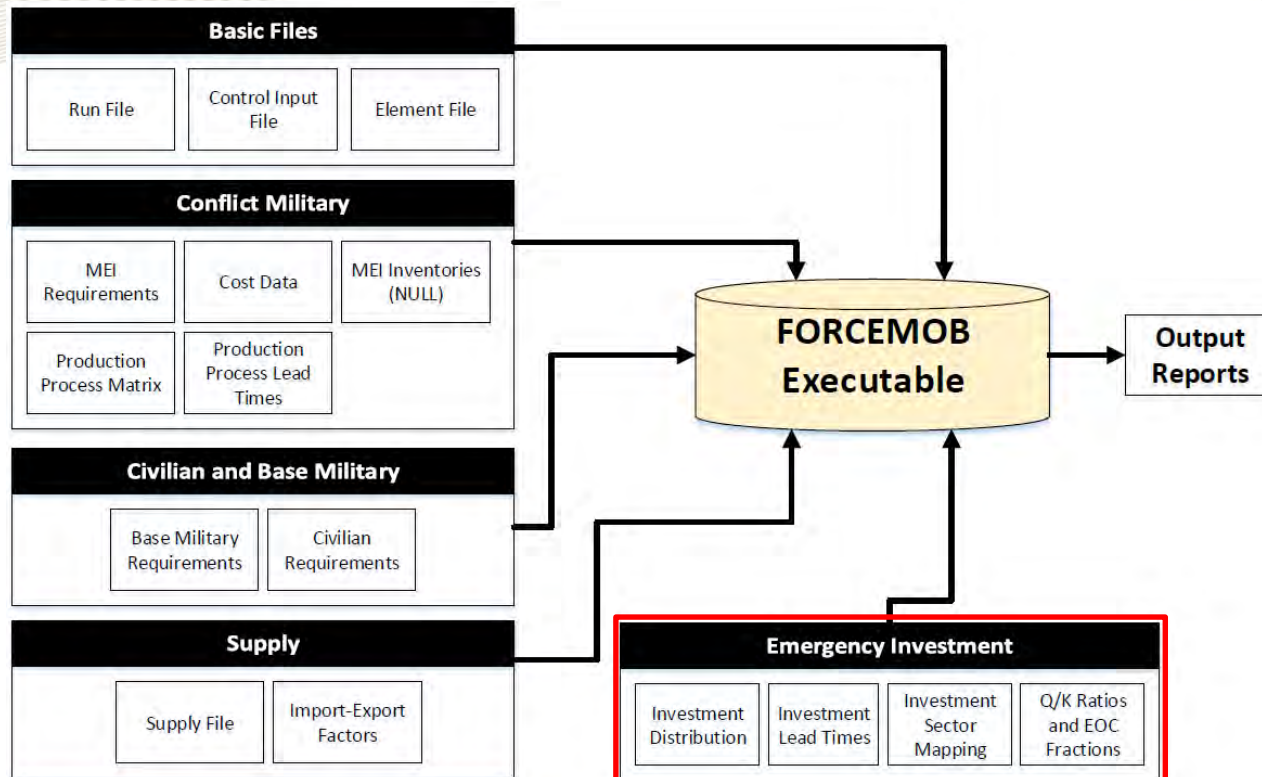 Basic Files
Run File
Control Input
File
Element File
Conflict Military
MEI
Requirements
Cost Data
MEI Inventories
(NULL)
Production
Process Matrix
Production
Process Lead
Times
Civilian and Base Military
Base Military
Requirements
Civilian
Requirements
Supply
Supply File
Import-Export
Factors
FORCEMOB
Executable
Output
Reports
Emergency Investment
Investment
Distribution
Investment
Lead Times
Investment
Sector
Mapping
Q/K Ratios
and EOC
Fractions